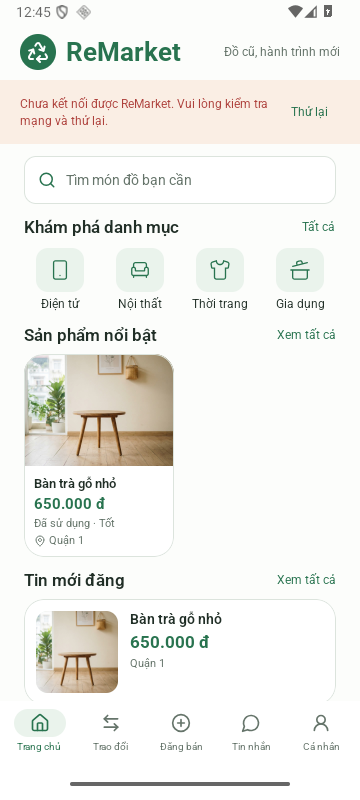 12:45
ReMarket
Đồ cũ, hành trình mới
Chưa kết nối được ReMarket. Vui lòng kiểm tra
mạng và thử lại.
Thử lại
Tìm món đồ bạn cần
Khám phá danh mục
Tất cả
Điện tử
Nội thất
Thời trang
Gia dụng
Sản phẩm nổi bật
Xem tất cả
Bàn trà gỗ nhỏ
650.000 đ
Đã sử dụng · Tốt
Quận 1
Tin mới đăng
Xem tất cả
Bàn trà gỗ nhỏ
650.000 đ
Quận 1
Trang chủ
Trao đổi
Đăng bán
Tin nhắn
Cá nhân